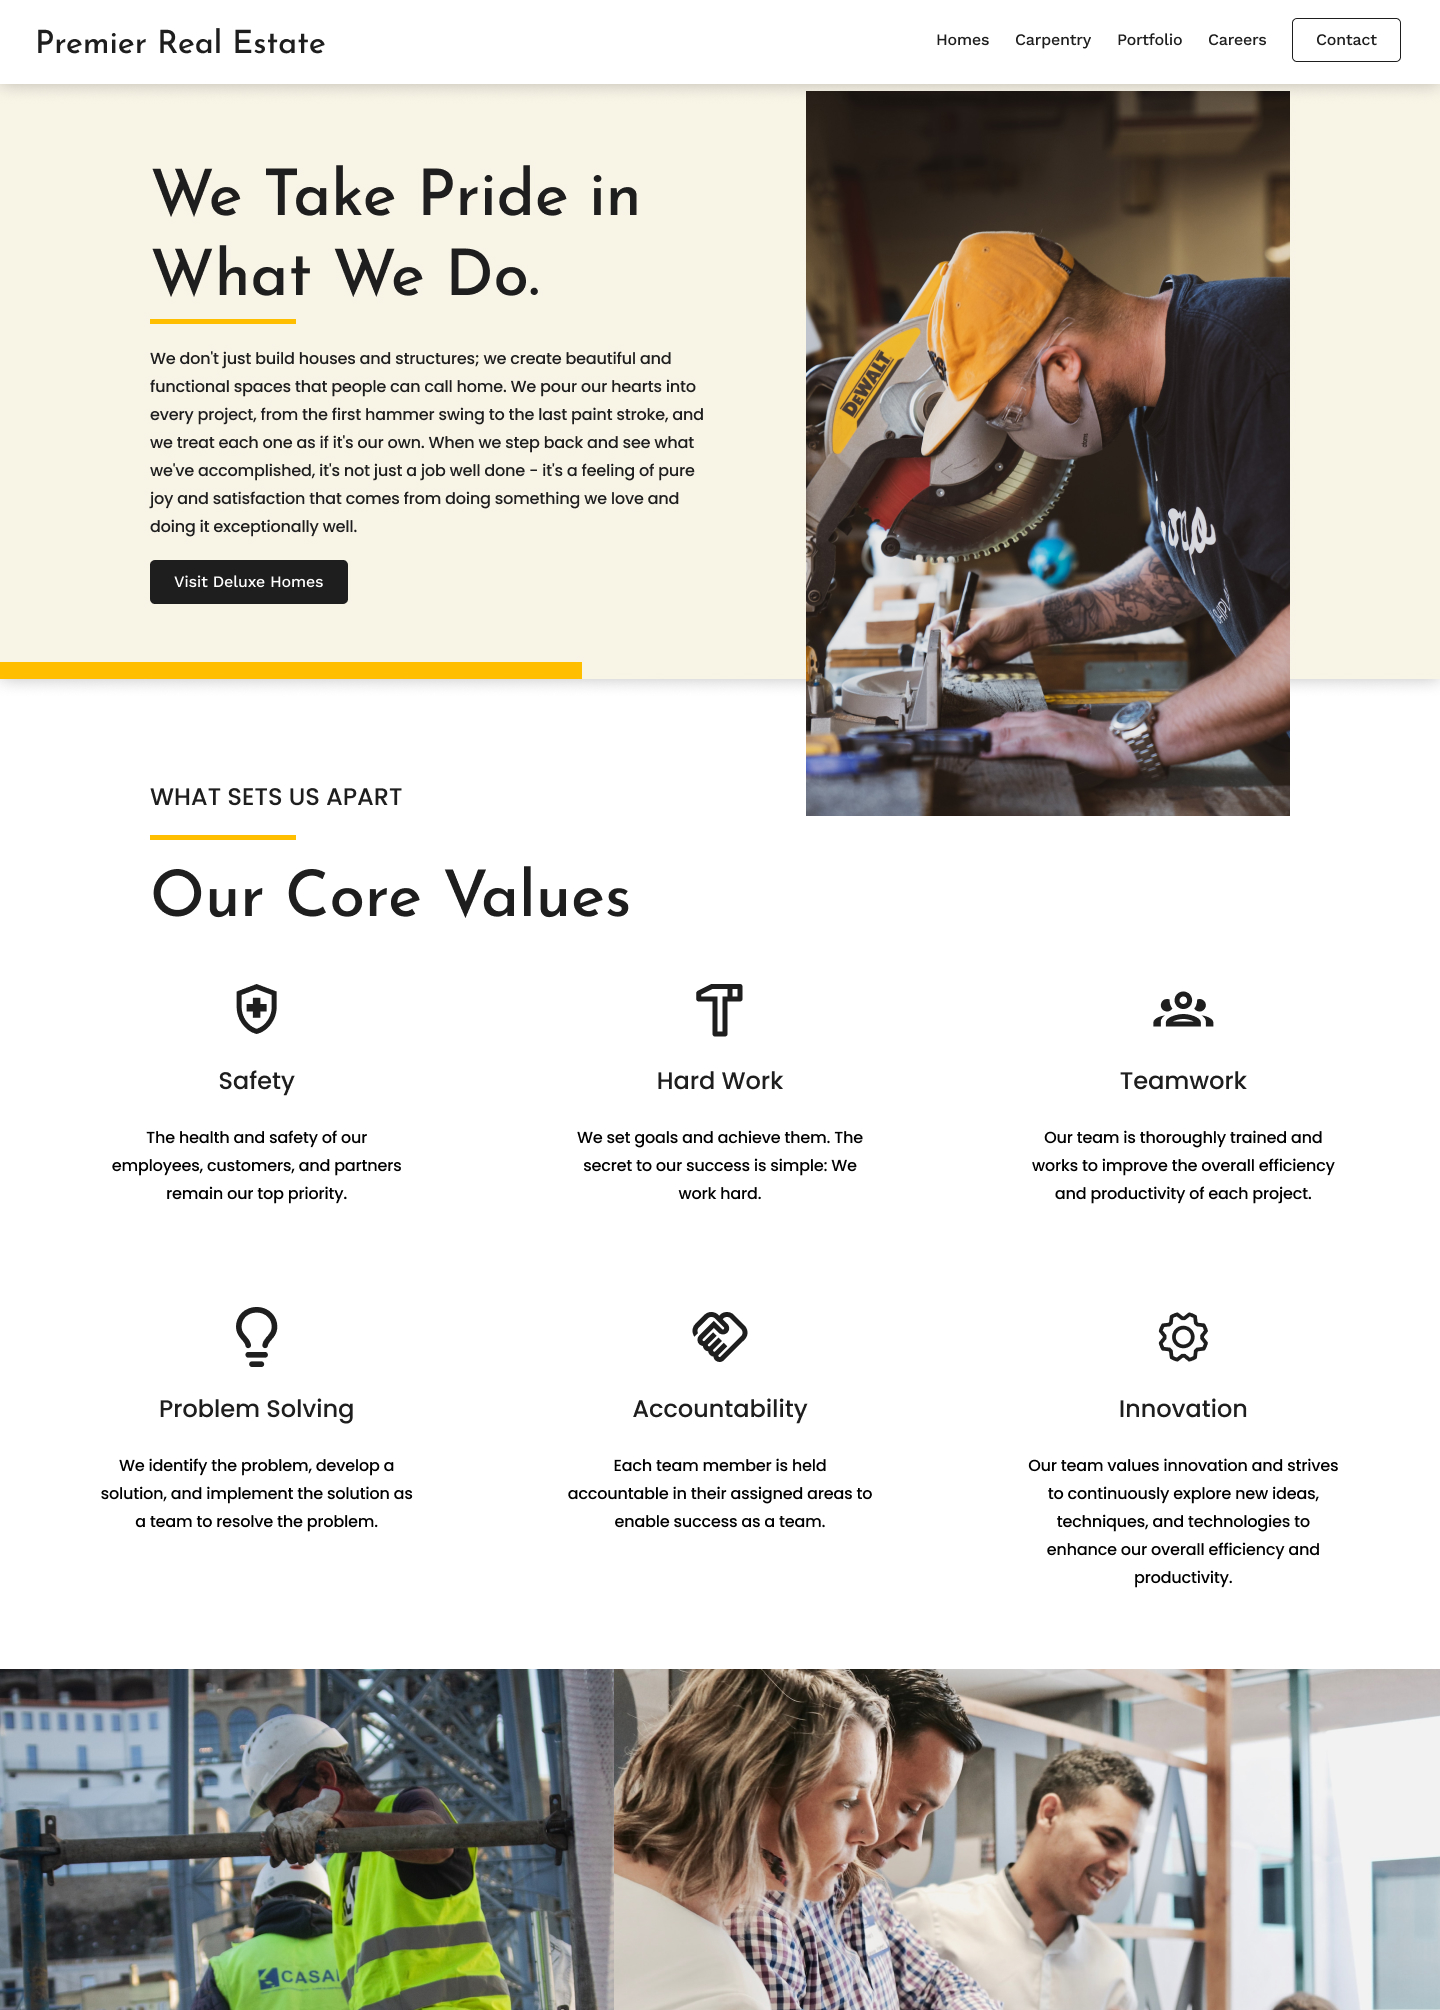 Premier Real Estate
Homes
Carpentry
Portfolio
Careers
Contact
We Take Pride in
What We Do.
We don't just build houses and structures; we create beautiful and
functional spaces that people can call home. We pour our hearts into
every project, from the first hammer swing to the last paint stroke, and
we treat each one as if it's our own. When we step back and see what
we've accomplished, it's not just a job well done - it's a feeling of pure
joy and satisfaction that comes from doing something we love and
doing it exceptionally well.
Visit Deluxe Homes
DEWALT
WHAT SETS US APART
Our Core Values
Safety
The health and safety of our
employees, customers, and partners
remain our top priority.
Hard Work
We set goals and achieve them. The
secret to our success is simple: We
work hard.
Teamwork
Our team is thoroughly trained and
works to improve the overall efficiency
and productivity of each project.
Problem Solving
We identify the problem, develop a
solution, and implement the solution as
a team to resolve the problem.
Accountability
Each team member is held
accountable in their assigned areas to
enable success as a team.
Innovation
Our team values innovation and strives
to continuously explore new ideas,
techniques, and technologies to
enhance our overall efficiency and
productivity.
CASAI